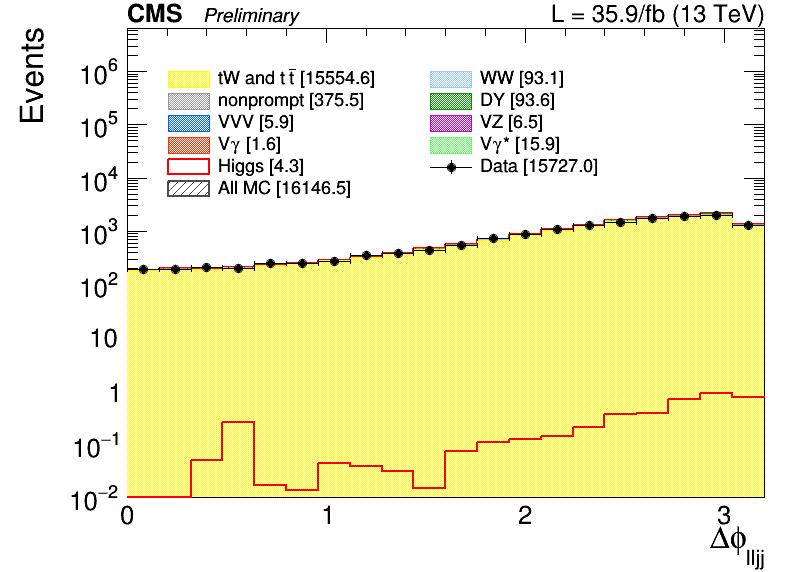 CMS Preliminary L = 35.9/fb (13 TeV)
Events
10⁶
10⁵
10⁴
10³
10²
10
1
10⁻¹
10⁻²
tW and t t̄ [15554.6]
nonprompt [375.5]
VVV [5.9]
Vγ [1.6]
Higgs [4.3]
All MC [16146.5]
WW [93.1]
DY [93.6]
VZ [6.5]
Vγ* [15.9]
Data [15727.0]
0 1 2 3
Δϕ_lljj